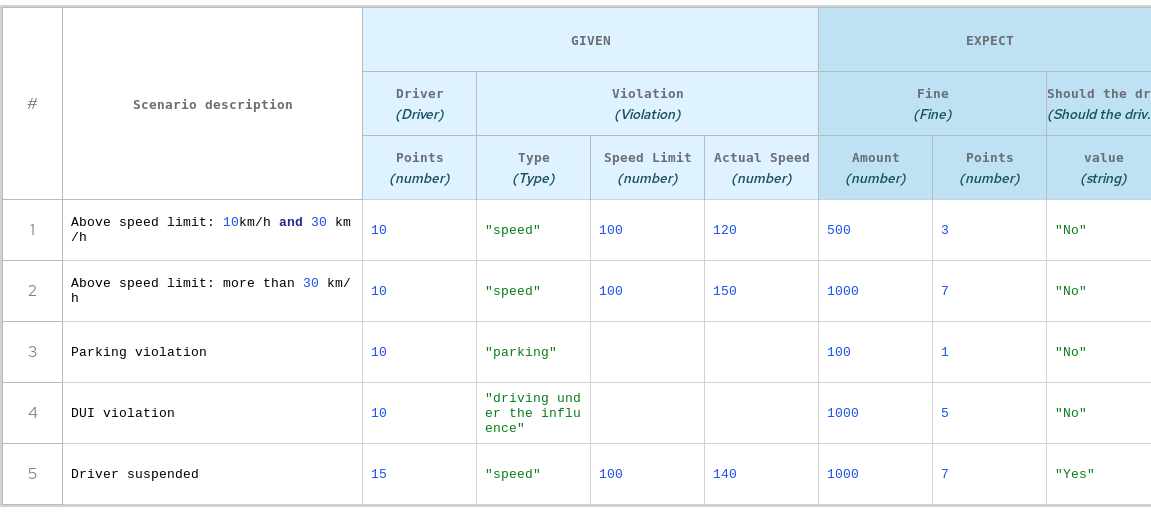 GIVEN
EXPECT
#
Scenario description
Driver
(Driver)
Violation
(Violation)
Fine
(Fine)
Should the dr
(Should the driv.
Points
(number)
Type
(Type)
Speed Limit
(number)
Actual Speed
(number)
Amount
(number)
Points
(number)
value
(string)
1
Above speed limit: 10km/h and 30 km
/h
10
"speed"
100
120
500
3
"No"
2
Above speed limit: more than 30 km/
h
10
"speed"
100
150
1000
7
"No"
3
Parking violation
10
"parking"
100
1
"No"
4
DUI violation
10
"driving und
er the influ
ence"
1000
5
"No"
5
Driver suspended
15
"speed"
100
140
1000
7
"Yes"